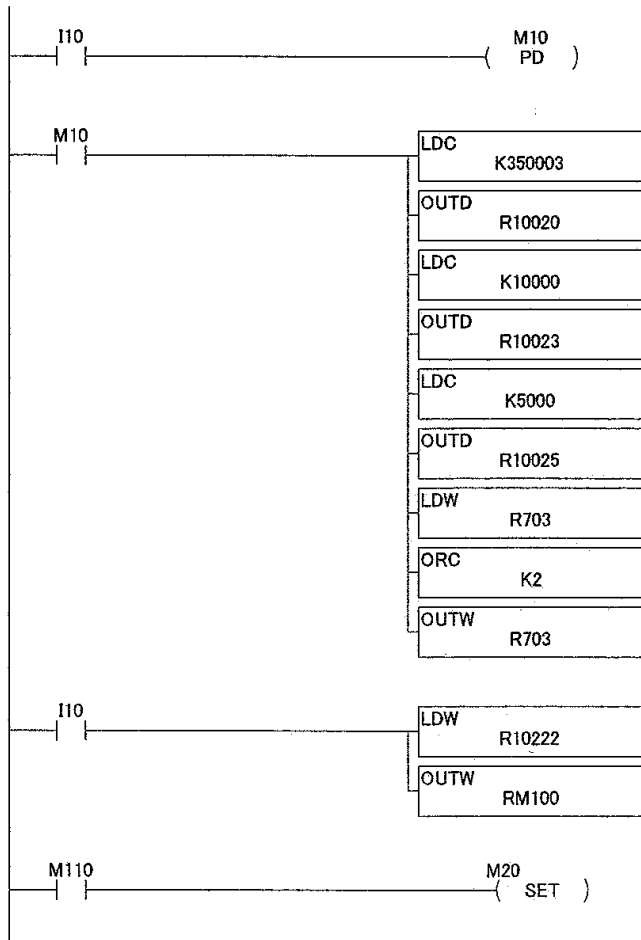 I10
M10
PD
M10
LDC
K350003
OUTD
R10020
LDC
K10000
OUTD
R10023
LDC
K5000
OUTD
R10025
LDW
R703
ORC
K2
OUTW
R703
I10
LDW
R10222
OUTW
RM100
M110
M20
SET